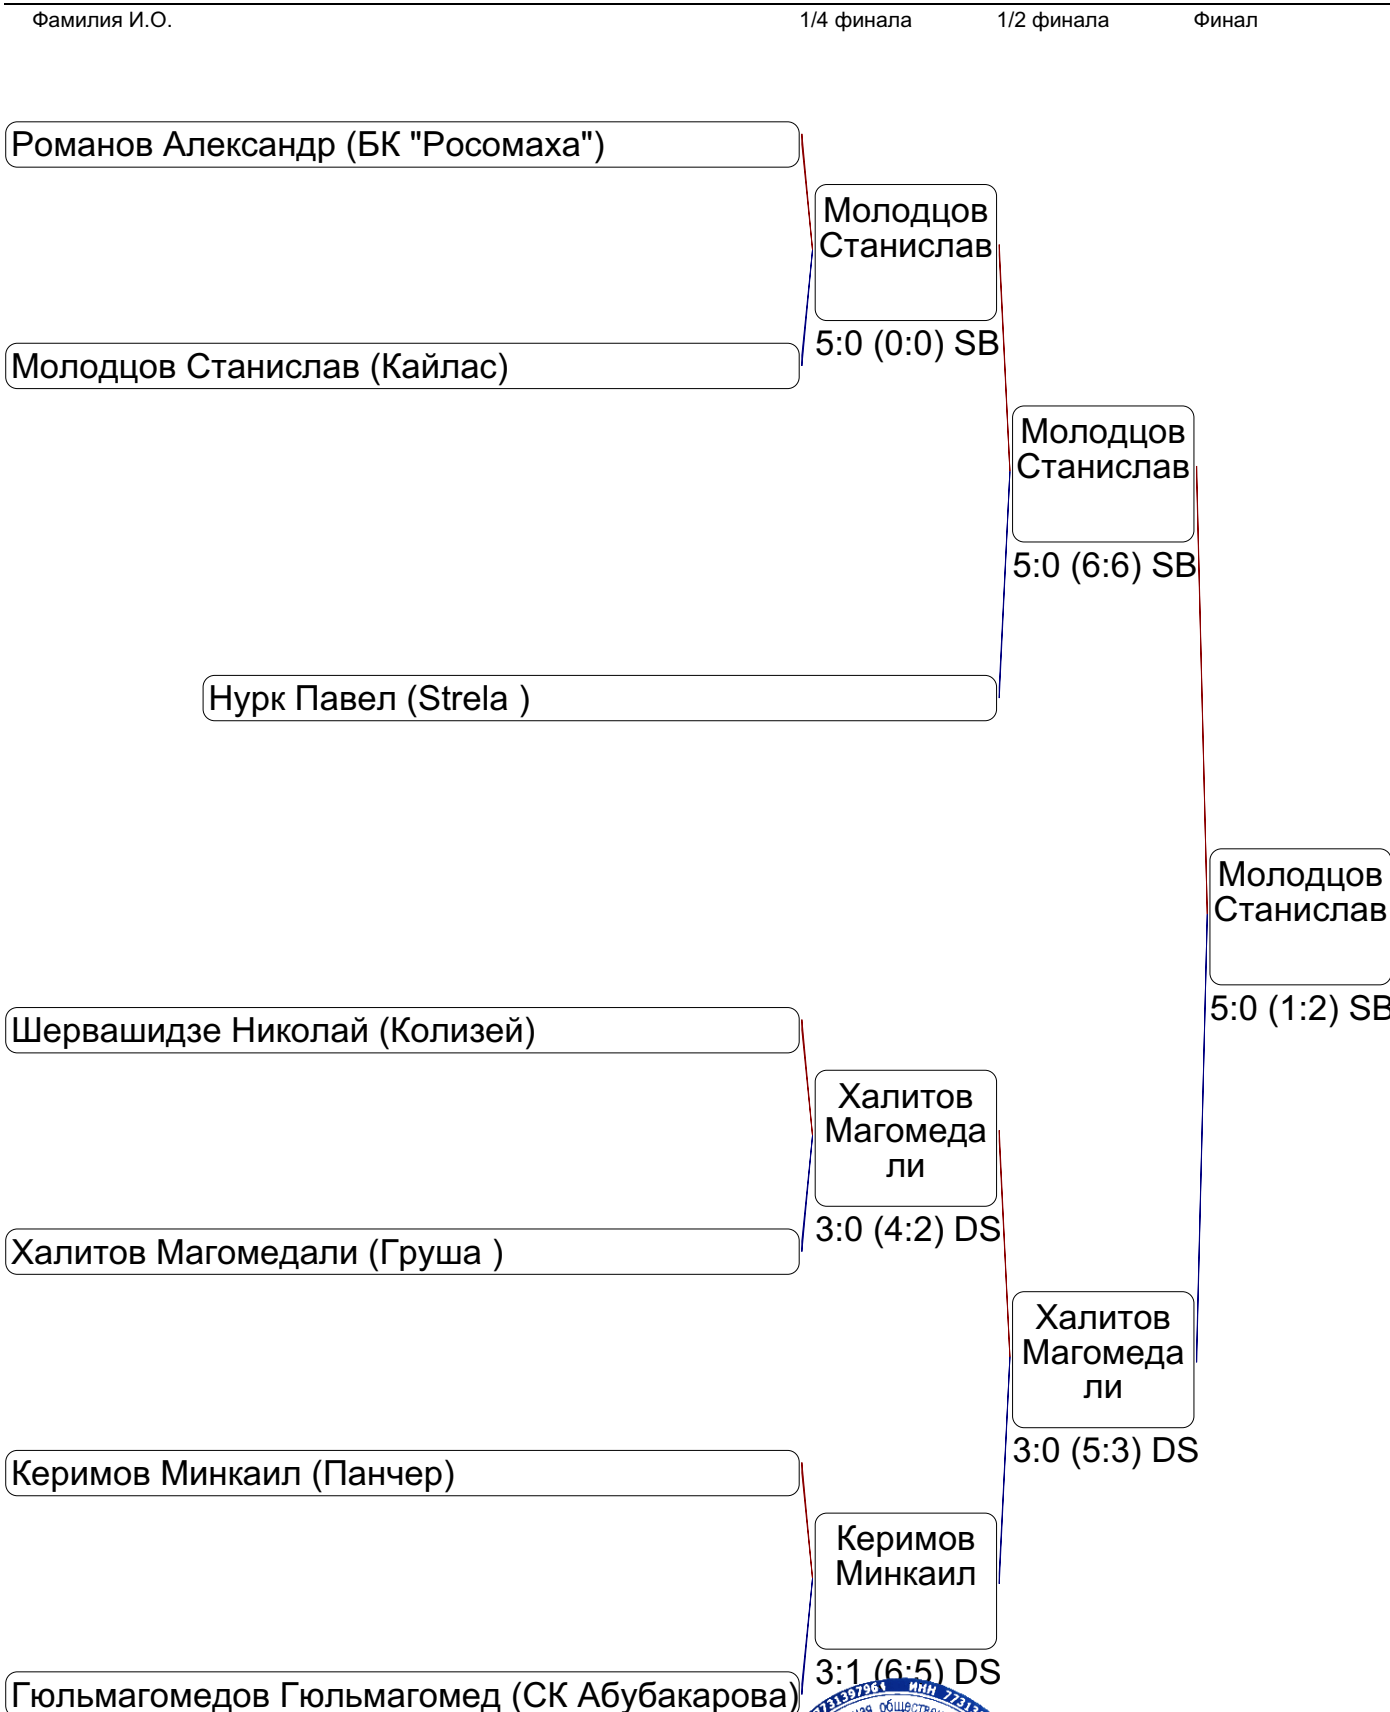 Фамилия И.О. 1/4 финала 1/2 финала Финал
Романов Александр (БК "Росомаха")
Молодцов
Станислав
5:0 (0:0) SB
Молодцов Станислав (Кайлас)
Молодцов
Станислав
5:0 (6:6) SB
Нурк Павел (Strela )
Молодцов
Станислав
5:0 (1:2) SB
Шервашидзе Николай (Колизей)
Халитов
Магомеда
ли
3:0 (4:2) DS
Халитов Магомедали (Груша )
Халитов
Магомеда
ли
3:0 (5:3) DS
Керимов Минкаил (Панчер)
Керимов
Минкаил
3:1 (6:5) DS
Гюльмагомедов Гюльмагомед (СК Абубакарова)